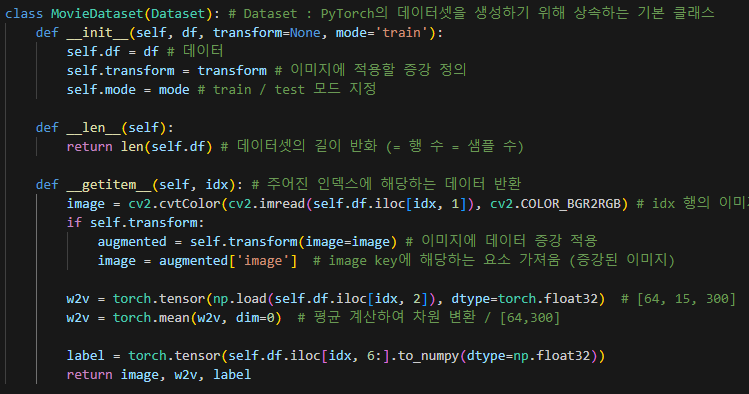 class MovieDataset(Dataset): # Dataset : PyTorch의 데이터셋을 생성하기 위해 상속하는 기본 클래스
    def __init__(self, df, transform=None, mode='train'):
        self.df = df # 데이터
        self.transform = transform # 이미지에 적용할 증강 정의
        self.mode = mode # train / test 모드 지정

    def __len__(self):
        return len(self.df) # 데이터셋의 길이 반화 (= 행 수 = 샘플 수)

    def __getitem__(self, idx): # 주어진 인덱스에 해당하는 데이터 반환
        image = cv2.cvtColor(cv2.imread(self.df.iloc[idx, 1]), cv2.COLOR_BGR2RGB) # idx 행의 이미
        if self.transform:
            augmented = self.transform(image=image) # 이미지에 데이터 증강 적용
            image = augmented['image']  # image key에 해당하는 요소 가져움 (증강된 이미지)

        w2v = torch.tensor(np.load(self.df.iloc[idx, 2]), dtype=torch.float32)  # [64, 15, 300]
        w2v = torch.mean(w2v, dim=0)  # 평균 계산하여 차원 변환 / [64,300]

        label = torch.tensor(self.df.iloc[idx, 6:].to_numpy(dtype=np.float32))
        return image, w2v, label